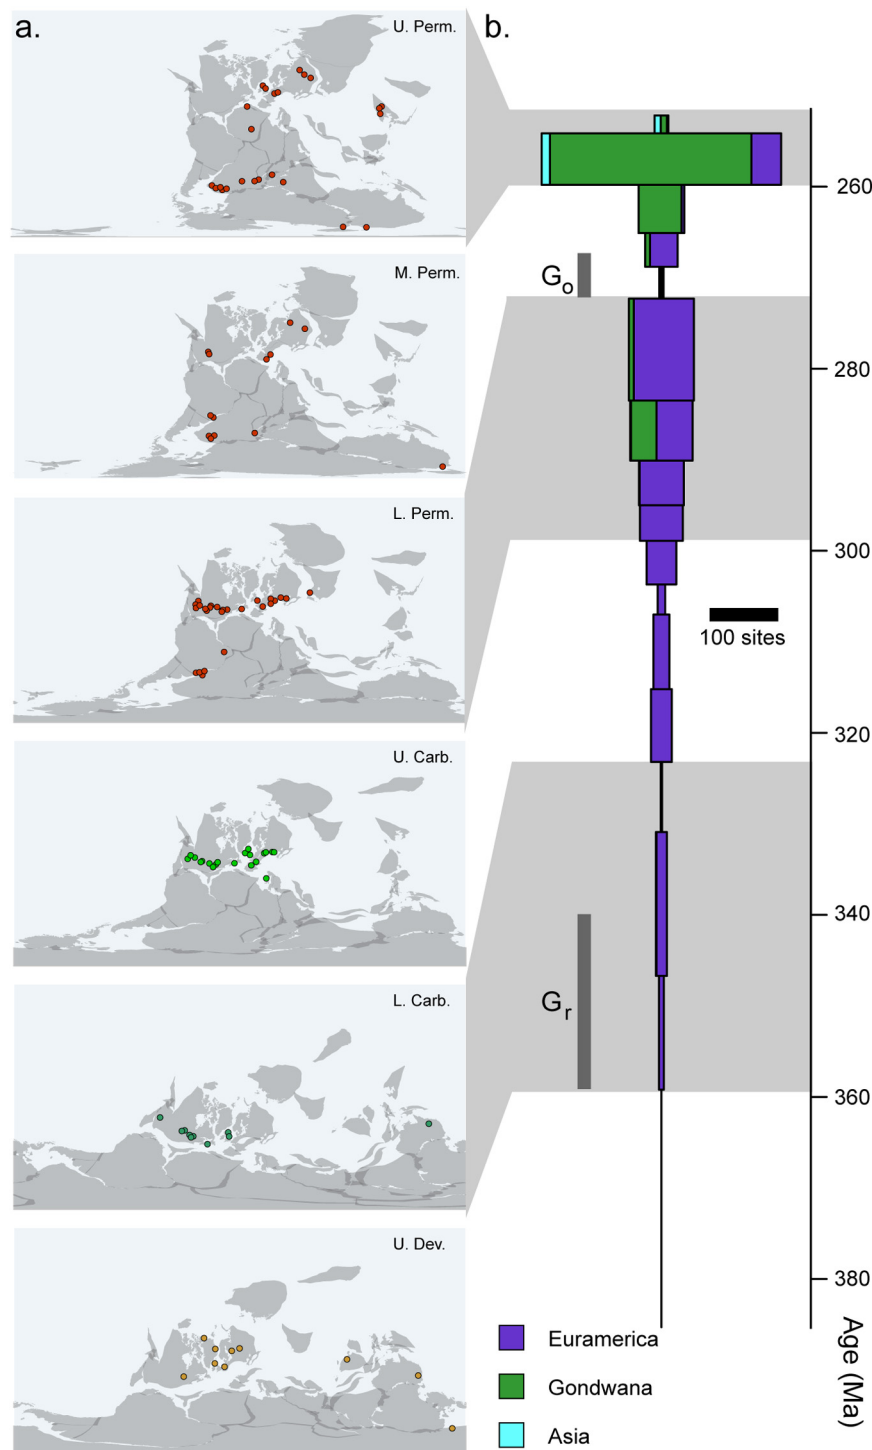 a.
U. Perm.
M. Perm.
L. Perm.
U. Carb.
L. Carb.
U. Dev.
b.
260
Go
280
300
100 sites
320
340
Gr
360
380
Age (Ma)
Euramerica
Gondwana
Asia